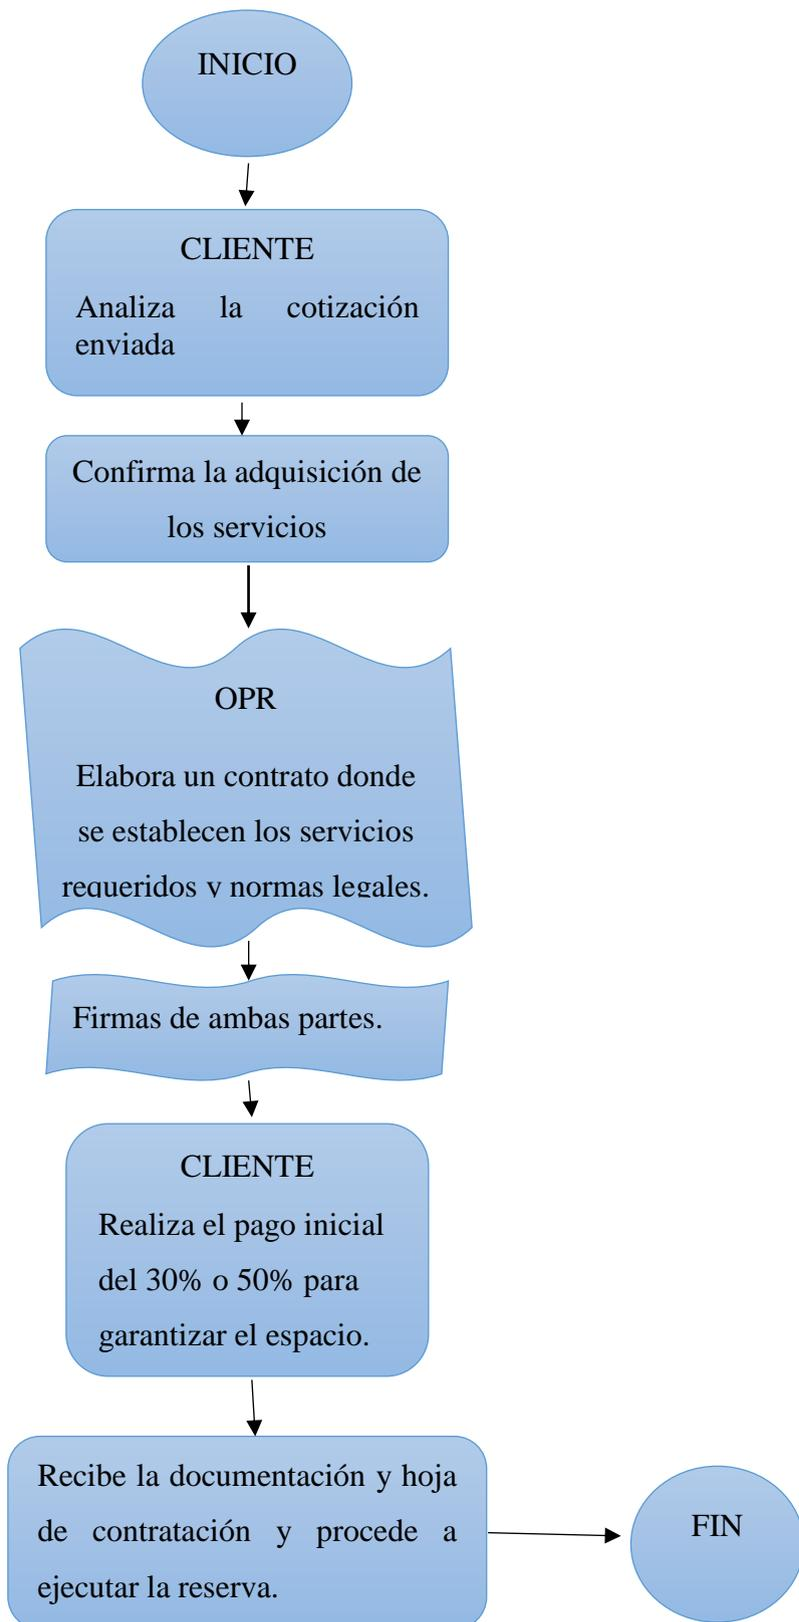 INICIO
CLIENTE
Analiza la cotización
enviada
Confirma la adquisición de
los servicios
OPR
Elabora un contrato donde
se establecen los servicios
requeridos y normas legales.
Firmas de ambas partes.
CLIENTE
Realiza el pago inicial
del 30% o 50% para
garantizar el espacio.
Recibe la documentación y hoja
de contratación y procede a
ejecutar la reserva.
FIN